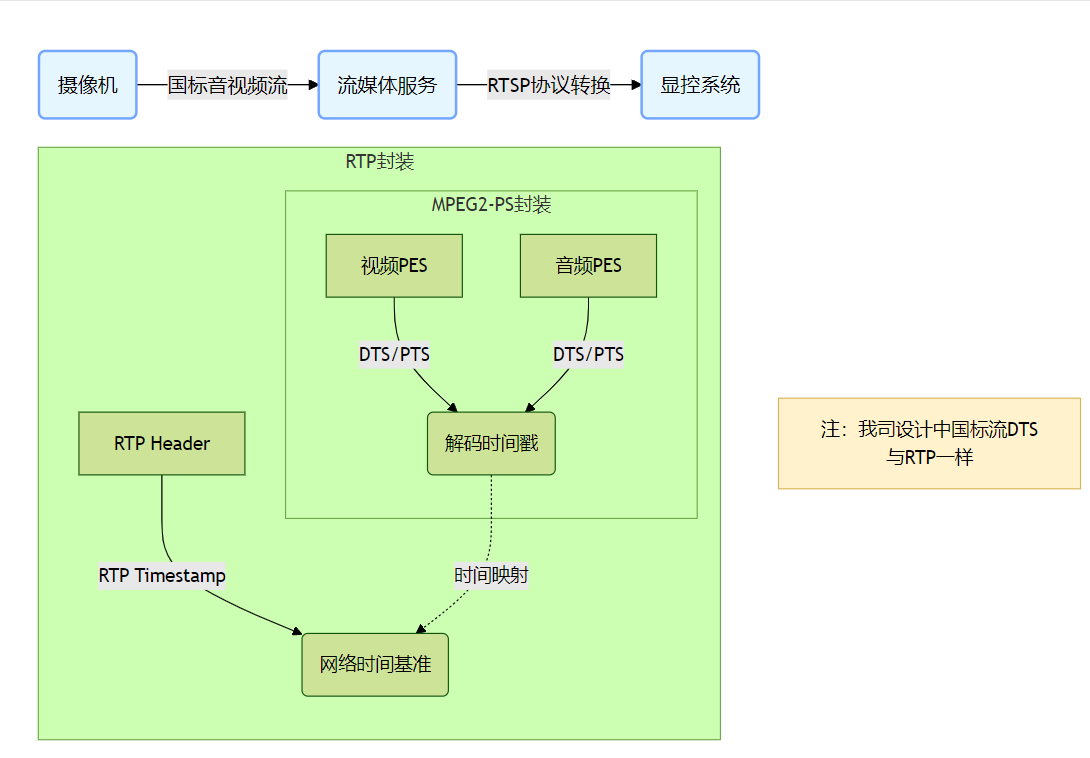 摄像机
国标音视频流
流媒体服务
RTSP协议转换
显控系统
RTP封装
MPEG2-PS封装
视频PES
音频PES
DTS/PTS
DTS/PTS
解码时间戳
RTP Header
RTP Timestamp
时间映射
网络时间基准
注：我司设计中国标流DTS
与RTP一样